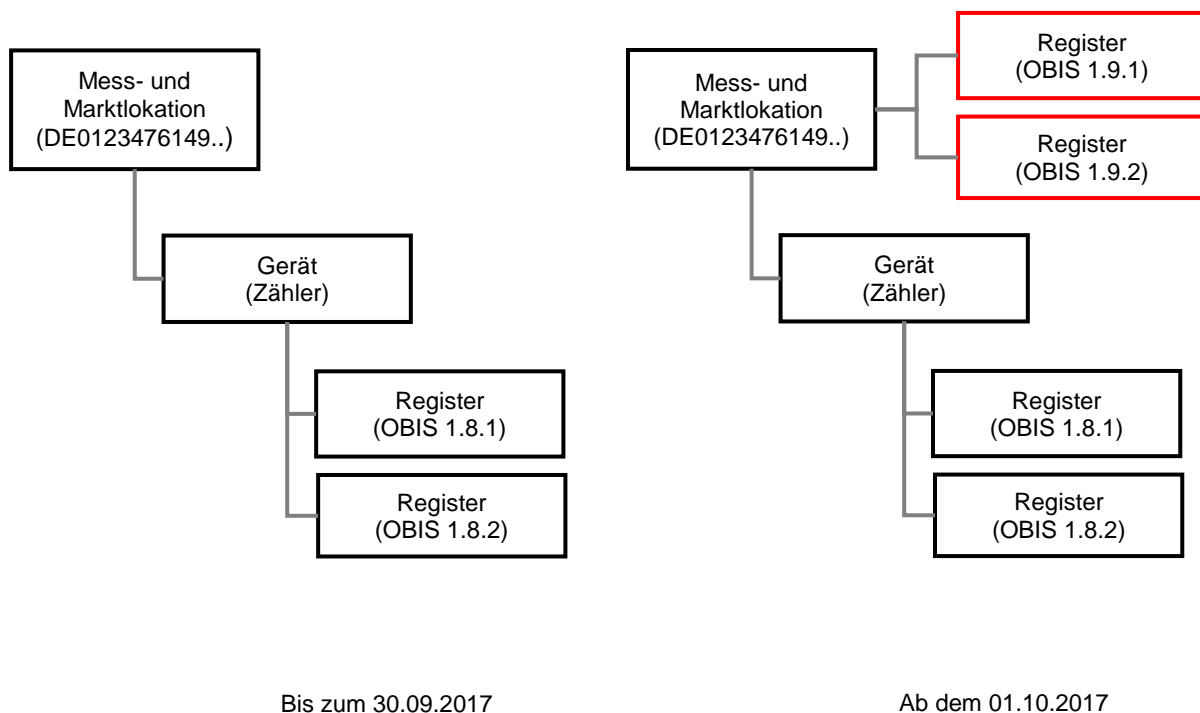 Mess- und
Marktlokation
(DE0123476149..)
Gerät
(Zähler)
Register
(OBIS 1.8.1)
Register
(OBIS 1.8.2)
Bis zum 30.09.2017
Mess- und
Marktlokation
(DE0123476149..)
Register
(OBIS 1.9.1)
Register
(OBIS 1.9.2)
Gerät
(Zähler)
Register
(OBIS 1.8.1)
Register
(OBIS 1.8.2)
Ab dem 01.10.2017